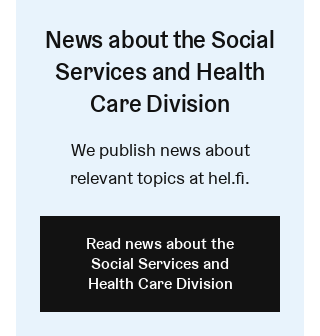 News about the Social
Services and Health
Care Division
We publish news about
relevant topics at hel.fi.
Read news about the
Social Services and
Health Care Division